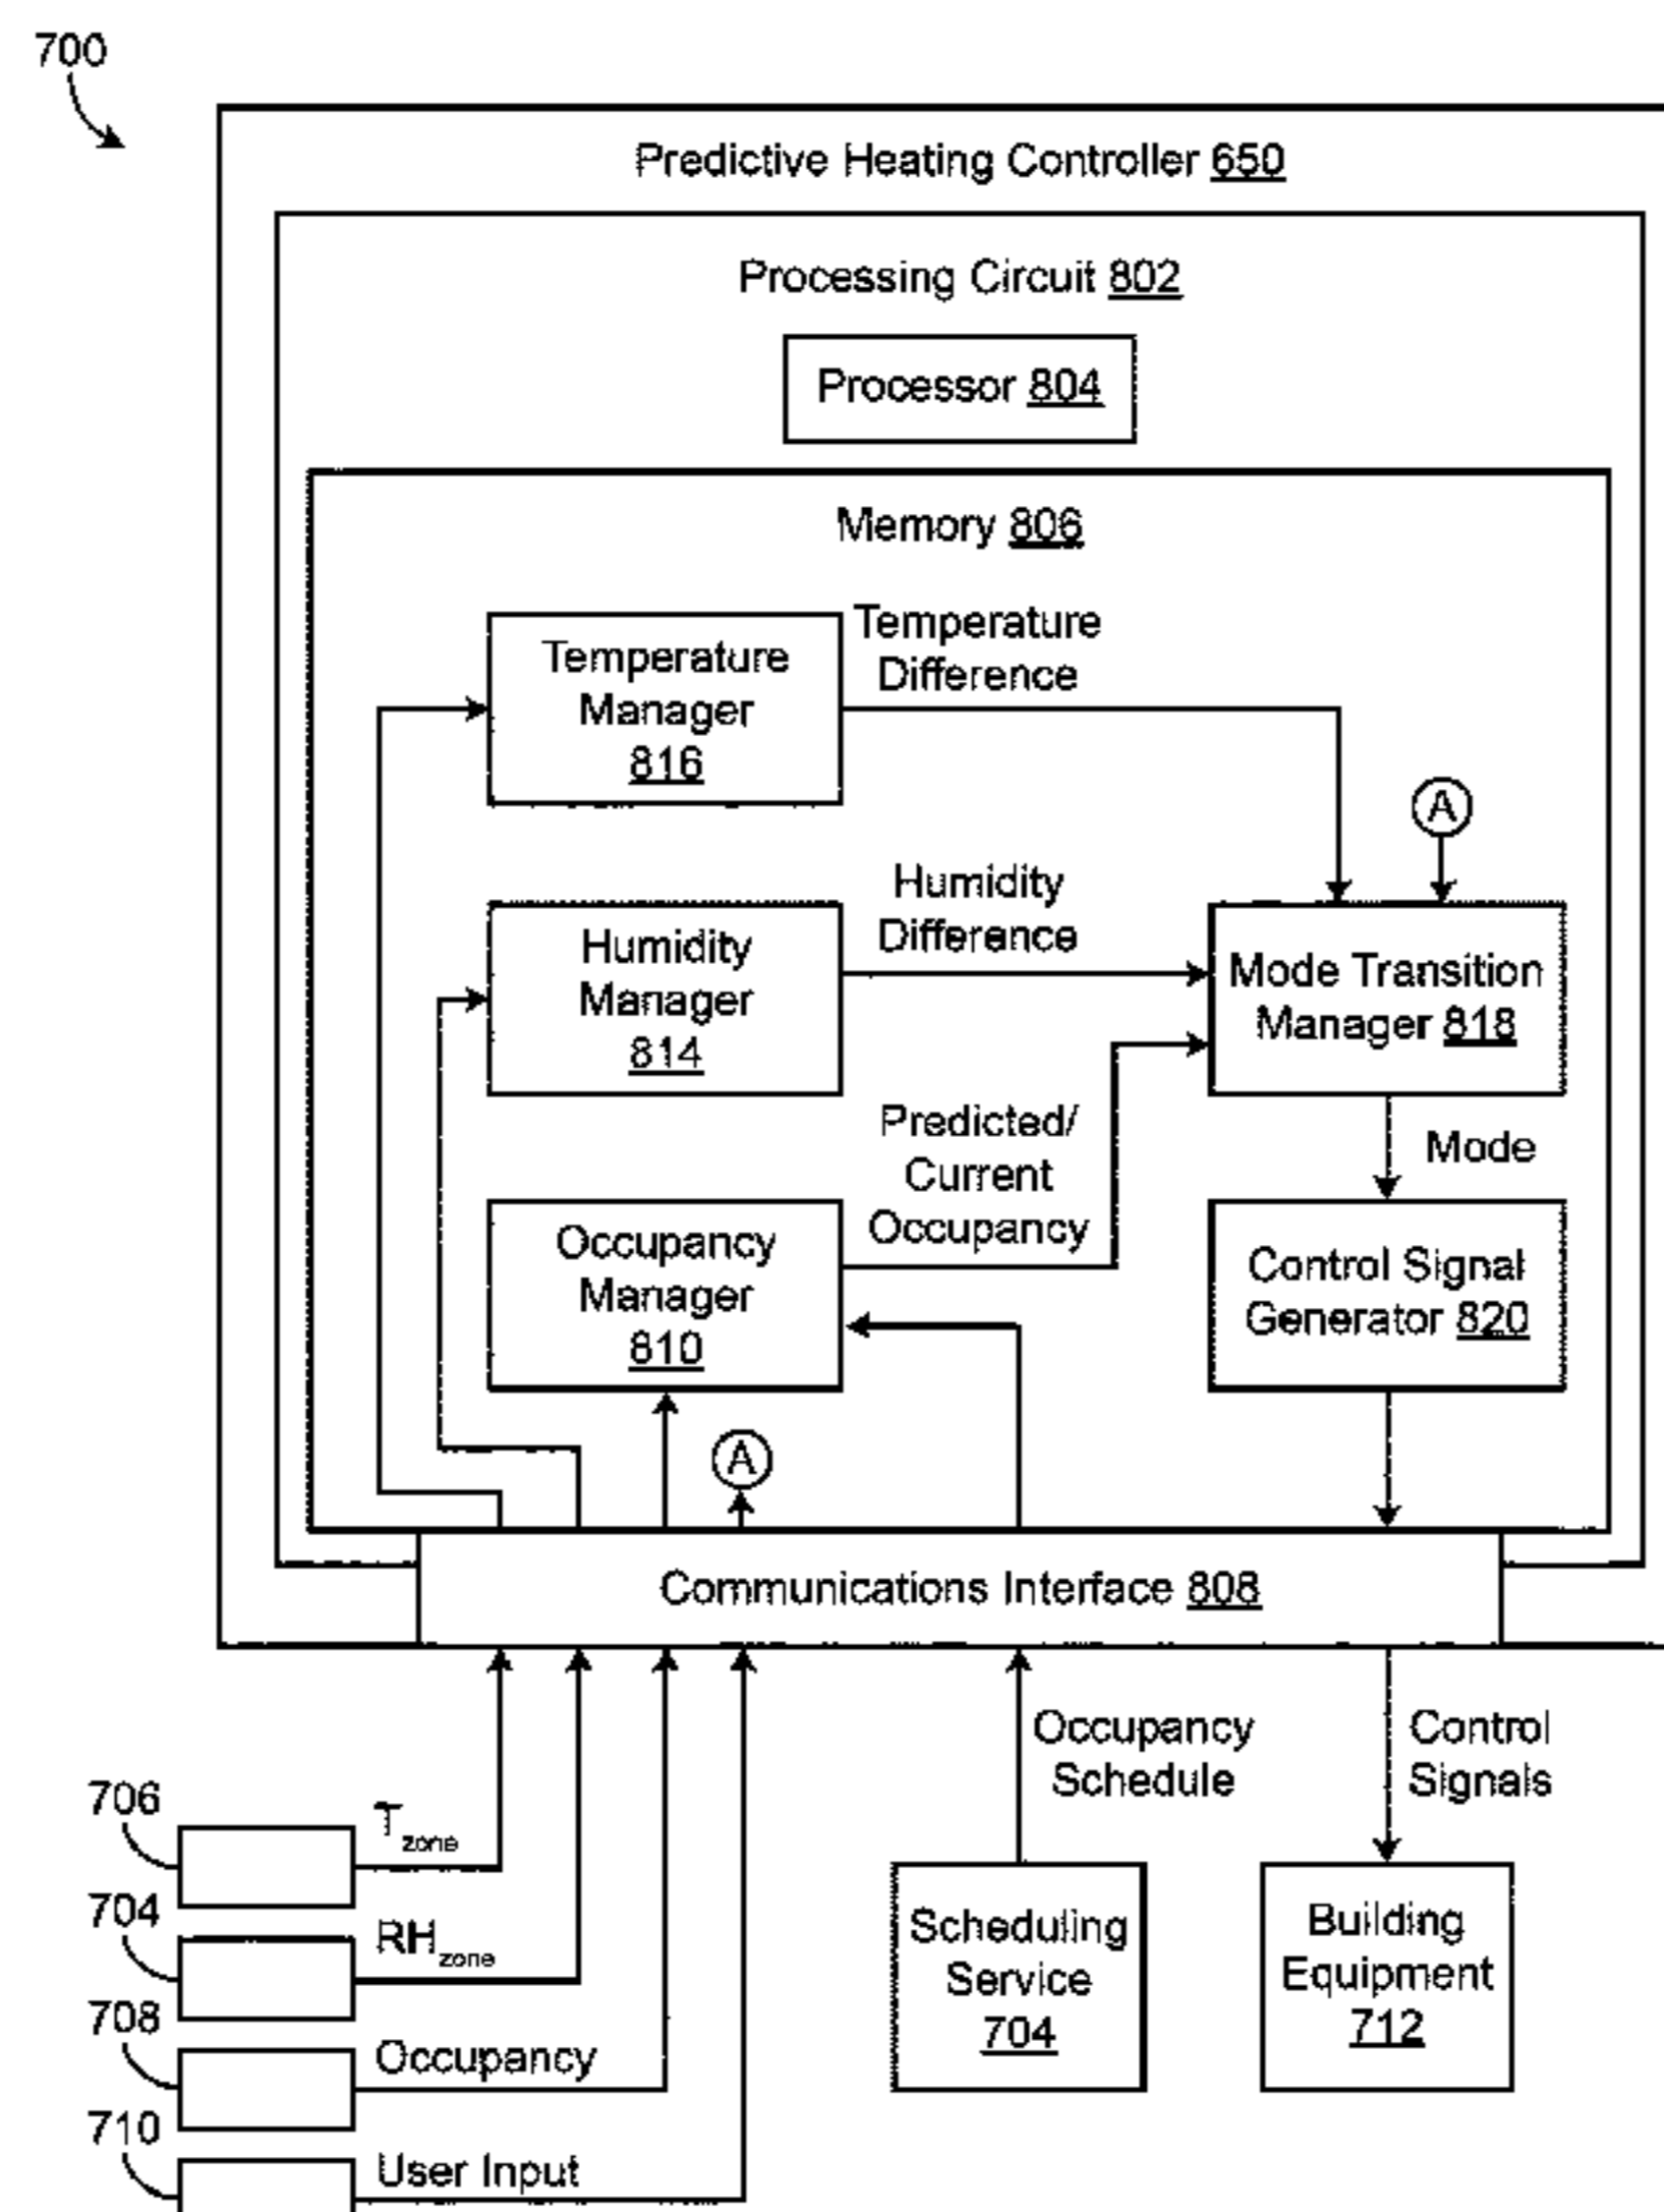 700
Predictive Heating Controller 650
Processing Circuit 802
Processor 804
Memory 806
Temperature
Manager
816
Temperature
Difference
A
Humidity
Manager
814
Humidity
Difference
Mode Transition
Manager 818
Predicted/
Current
Occupancy
Mode
Occupancy
Manager
810
Control Signal
Generator 820
A
Communications Interface 808
Occupancy
Schedule
Control
Signals
706
Tzone
704
RHzone
708
Occupancy
710
User Input
Scheduling
Service
704
Building
Equipment
712